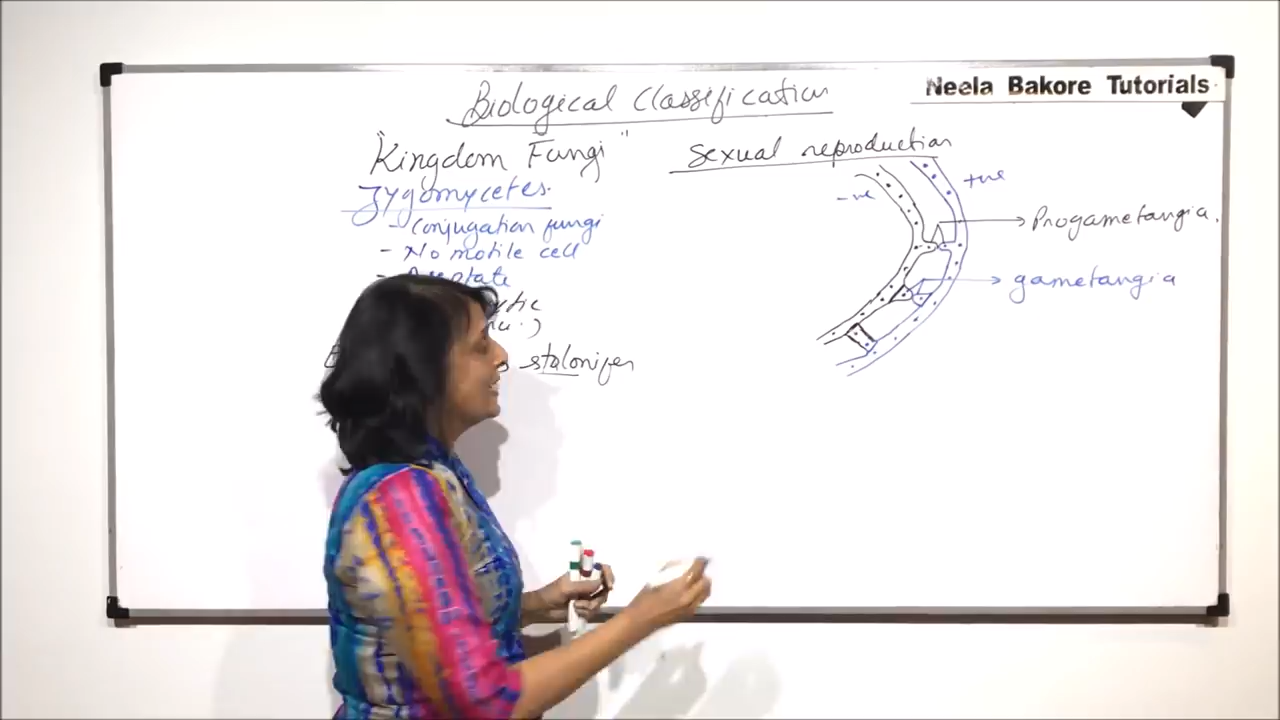 Biological Classification
Neela Bakore Tutorials
"Kingdom Fungi"
Zygomycetes.
- Conjugation fungi
- No motile cell
- Aseptate
stolonifer
Sexual reproduction
-ve
+ve
Progametangia.
gametangia